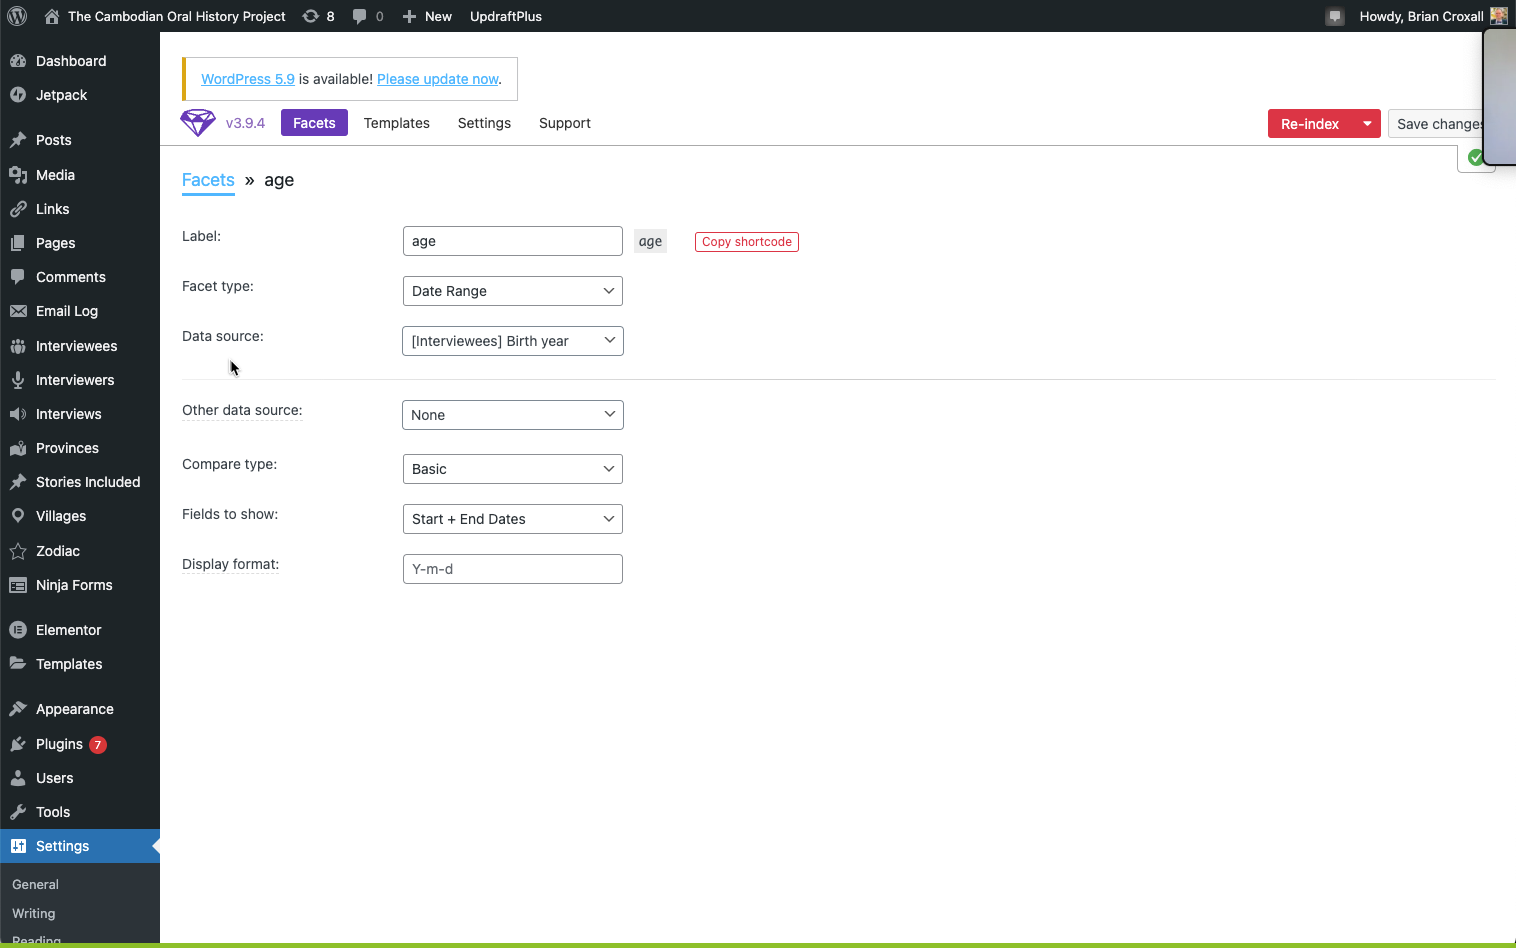 The Cambodian Oral History Project 8 0 New UpdraftPlus Howdy, Brian Croxall
Dashboard
Jetpack
Posts
Media
Links
Pages
Comments
Email Log
Interviewees
Interviewers
Interviews
Provinces
Stories Included
Villages
Zodiac
Ninja Forms
Elementor
Templates
Appearance
Plugins 7
Users
Tools
Settings
General
Writing
Reading
WordPress 5.9 is available! Please update now.
v3.9.4 Facets Templates Settings Support Re-index Save changes
Facets » age
Label: age age Copy shortcode
Facet type: Date Range
Data source: [Interviewees] Birth year
Other data source: None
Compare type: Basic
Fields to show: Start + End Dates
Display format: Y-m-d